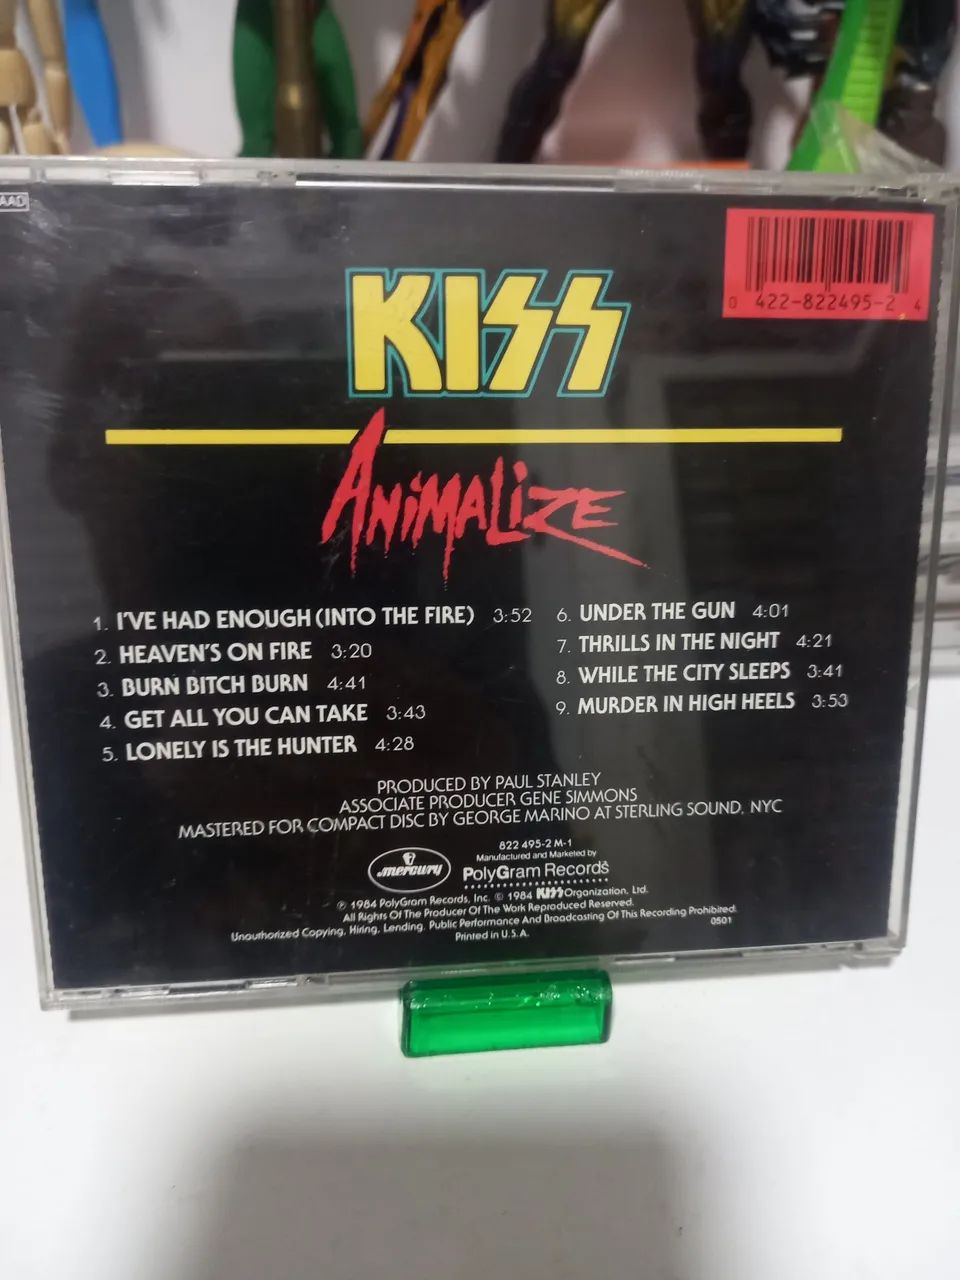 AAD
0 422-822495-2 4
KISS
ANIMALIZE
1. I'VE HAD ENOUGH (INTO THE FIRE) 3:52
2. HEAVEN'S ON FIRE 3:20
3. BURN BITCH BURN 4:41
4. GET ALL YOU CAN TAKE 3:43
5. LONELY IS THE HUNTER 4:28
6. UNDER THE GUN 4:01
7. THRILLS IN THE NIGHT 4:21
8. WHILE THE CITY SLEEPS 3:41
9. MURDER IN HIGH HEELS 3:53
PRODUCED BY PAUL STANLEY
ASSOCIATE PRODUCER GENE SIMMONS
MASTERED FOR COMPACT DISC BY GEORGE MARINO AT STERLING SOUND, NYC
822 495-2 M-1
Manufactured and Marketed by
mercury
PolyGram Records
℗ 1984 PolyGram Records, Inc. © 1984 KISS Organization, Ltd.
All Rights Of The Producer Of The Work Reproduced Reserved.
Unauthorized Copying, Hiring, Lending, Public Performance And Broadcasting Of This Recording Prohibited.
0501
Printed in U.S.A.